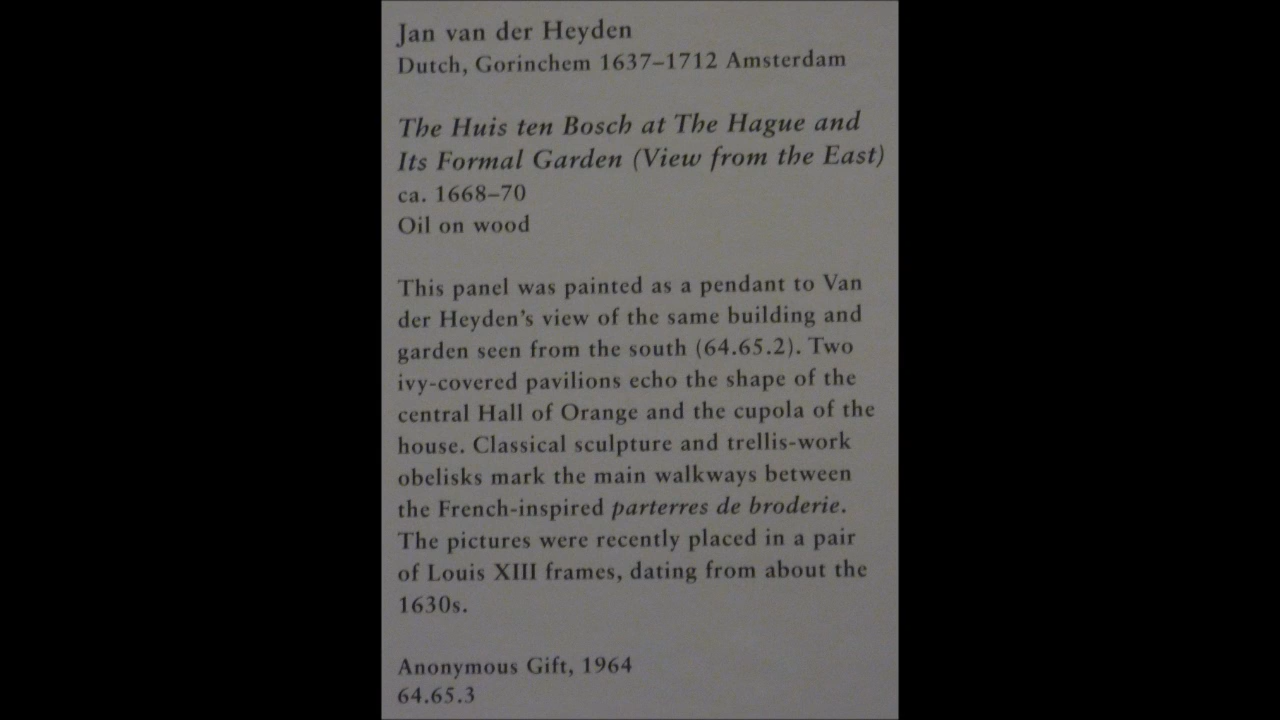 Jan van der Heyden
Dutch, Gorinchem 1637–1712 Amsterdam
The Huis ten Bosch at The Hague and
Its Formal Garden (View from the East)
ca. 1668–70
Oil on wood
This panel was painted as a pendant to Van
der Heyden’s view of the same building and
garden seen from the south (64.65.2). Two
ivy-covered pavilions echo the shape of the
central Hall of Orange and the cupola of the
house. Classical sculpture and trellis-work
obelisks mark the main walkways between
the French-inspired parterres de broderie.
The pictures were recently placed in a pair
of Louis XIII frames, dating from about the
1630s.
Anonymous Gift, 1964
64.65.3